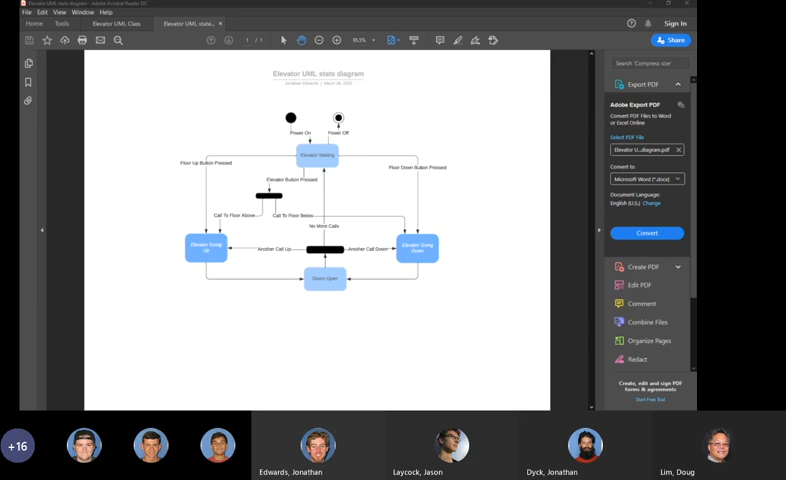 Elevator UML state diagram.pdf - Adobe Acrobat Reader DC
File Edit View Window Help
Home Tools Elevator UML Class Elevator UML state... ×
Sign In
1 / 1 95.5%
Share
Elevator UML state diagram
Search 'Compress size'
Export PDF
Adobe Export PDF
Convert PDF Files to Word
or Excel Online
Select PDF File
Elevator U...diagram.pdf ×
Convert to
Microsoft Word (*.docx)
Document Language:
English (U.S.) Change
Convert
Create PDF
Edit PDF
Comment
Combine Files
Organize Pages
Redact
Create, edit and sign PDF
Terms & agreements
Start Free Trial
Power On
Power Off
Elevator Waiting
Floor Up Button Pressed
Floor Down Button Pressed
Elevator Button Pressed
Call To Floor Above
Call To Floor Below
No More Calls
Elevator Going
Up
Another Call Up
Another Call Down
Elevator Going
Down
Doors Open
+16
Edwards, Jonathan
Laycock, Jason
Dyck, Jonathan
Lim, Doug